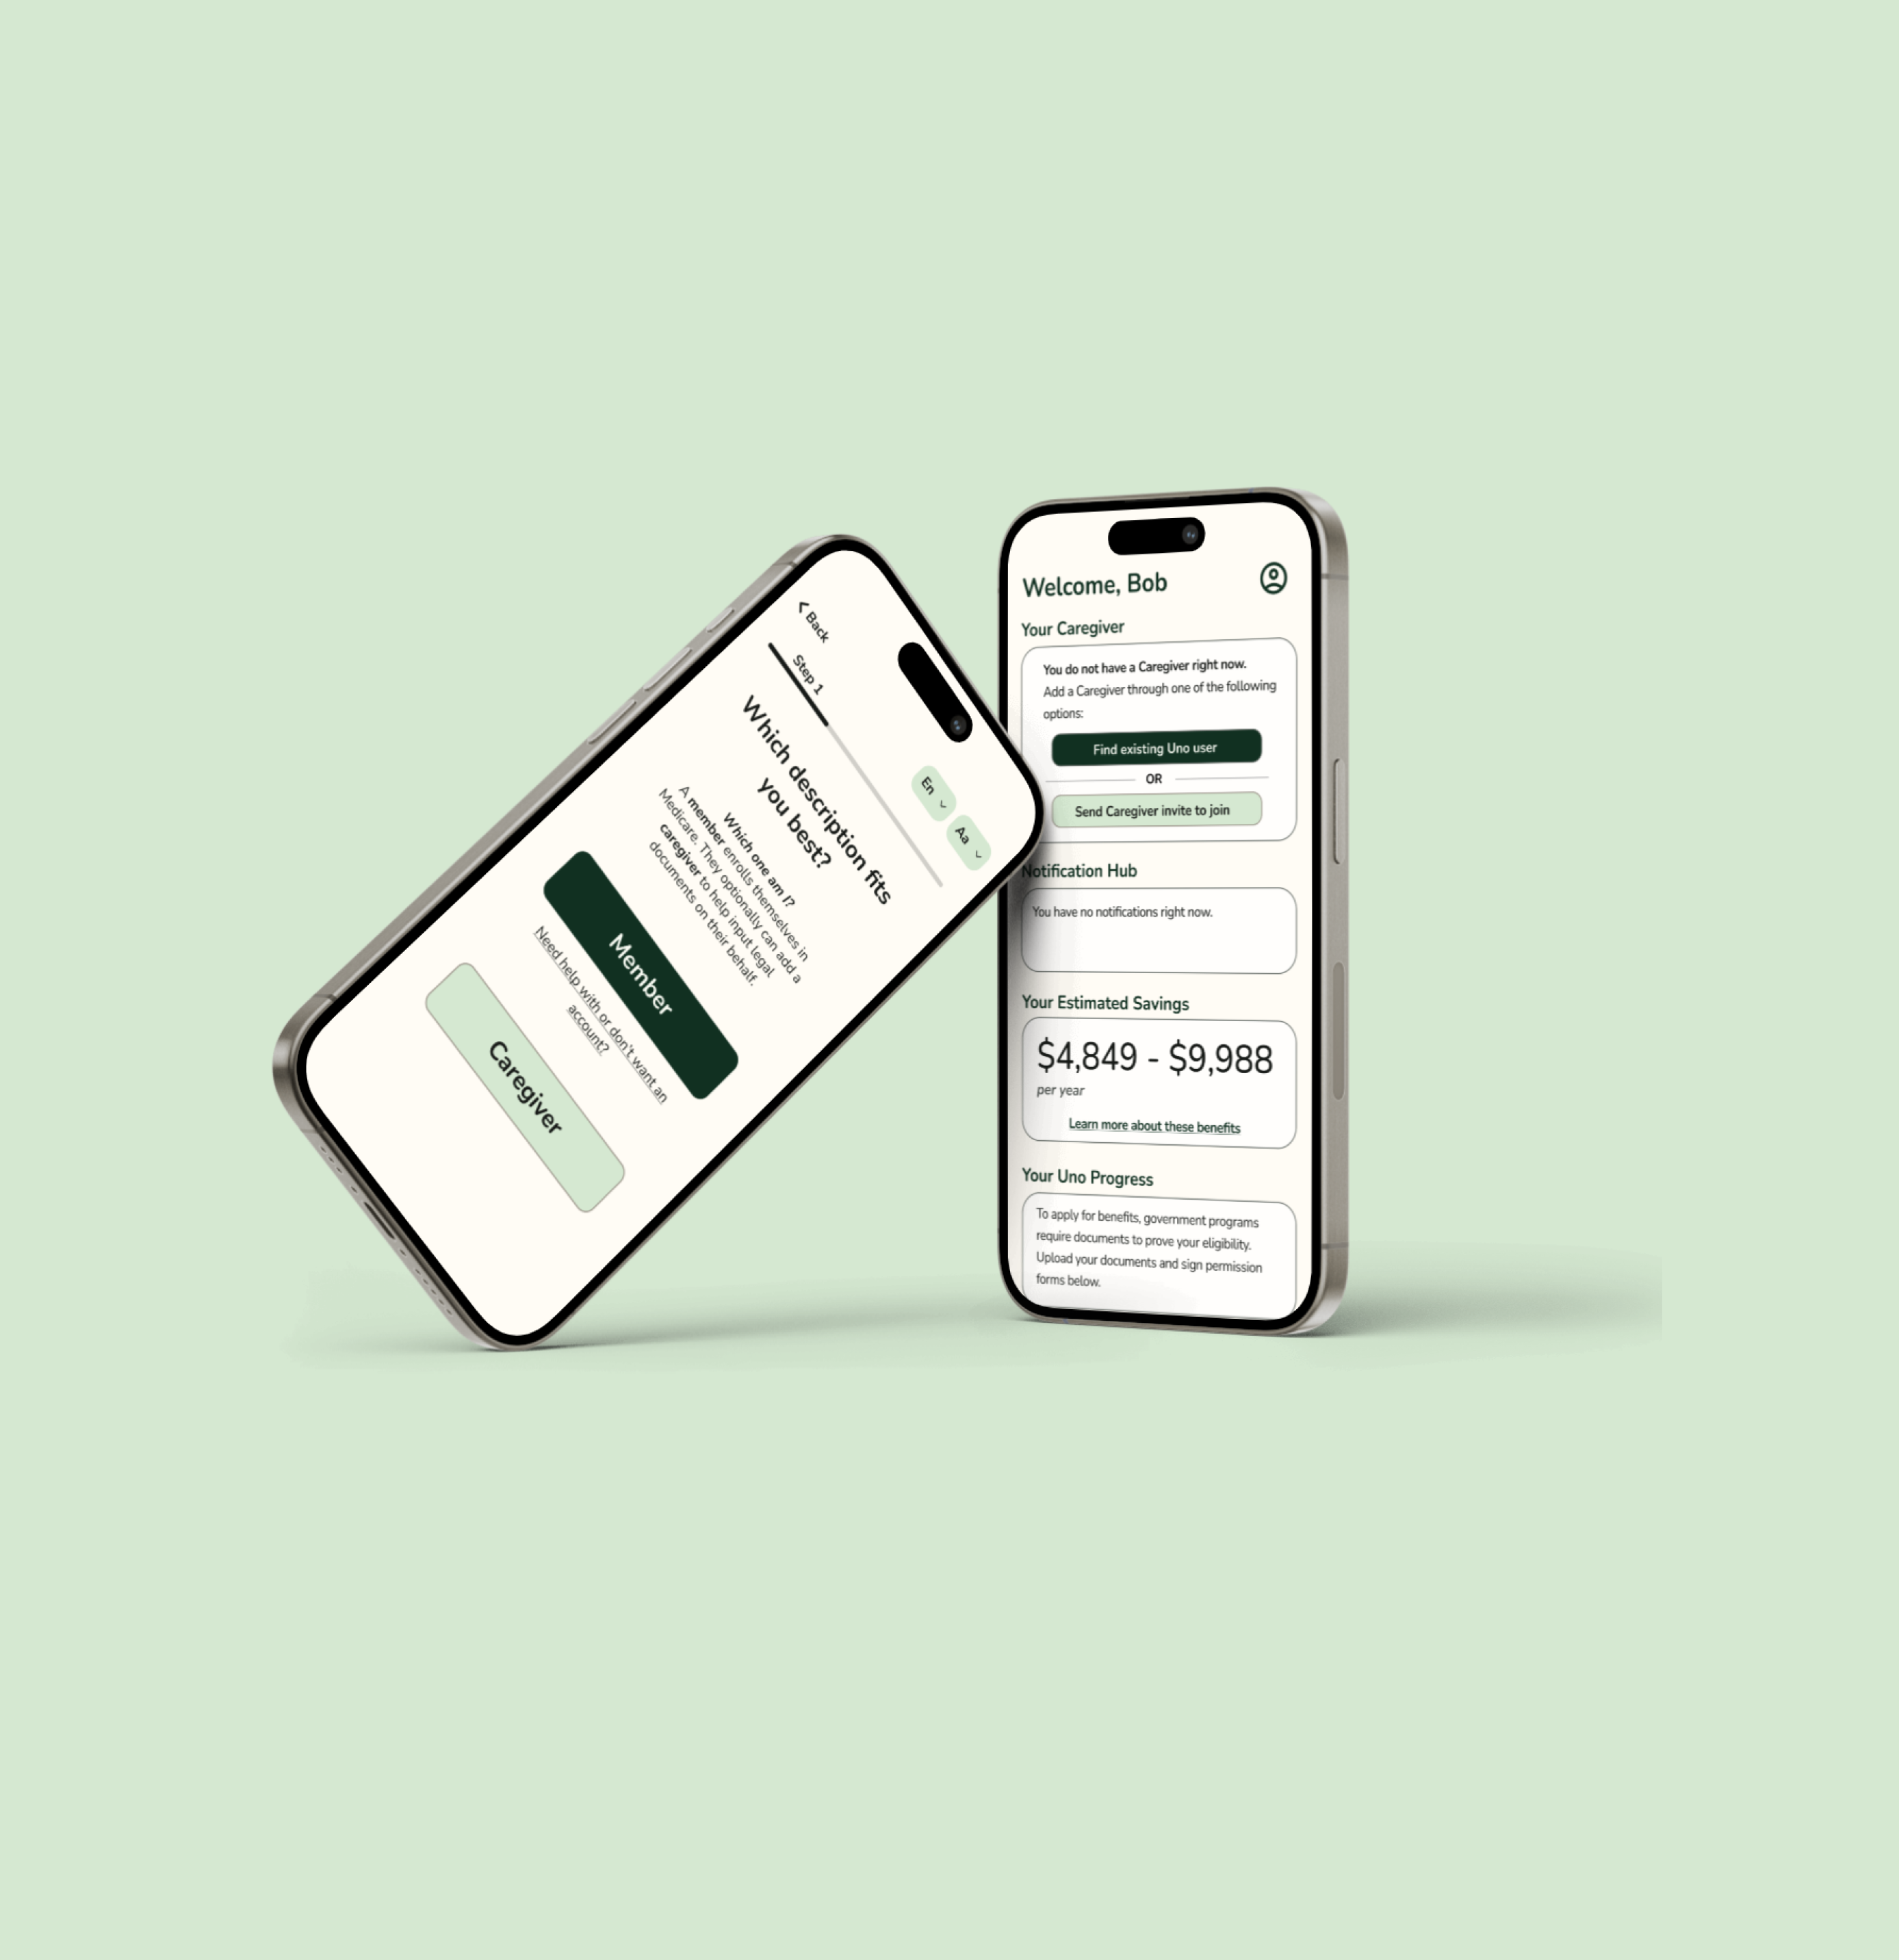 Back
En
Aa
Step 1
Which description fits
you best?
Which one am I?
A member enrolls themselves in
Medicare. They optionally can add a
caregiver to help input legal
documents on their behalf.
Member
Need help with or don't want an
account?
Caregiver
Welcome, Bob
Your Caregiver
You do not have a Caregiver right now.
Add a Caregiver through one of the following
options:
Find existing Uno user
OR
Send Caregiver invite to join
Notification Hub
You have no notifications right now.
Your Estimated Savings
$4,849 - $9,988
per year
Learn more about these benefits
Your Uno Progress
To apply for benefits, government programs
require documents to prove your eligibility.
Upload your documents and sign permission
forms below.